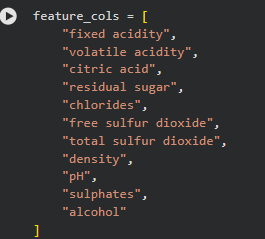 feature_cols = [
    "fixed acidity",
    "volatile acidity",
    "citric acid",
    "residual sugar",
    "chlorides",
    "free sulfur dioxide",
    "total sulfur dioxide",
    "density",
    "pH",
    "sulphates",
    "alcohol"
]